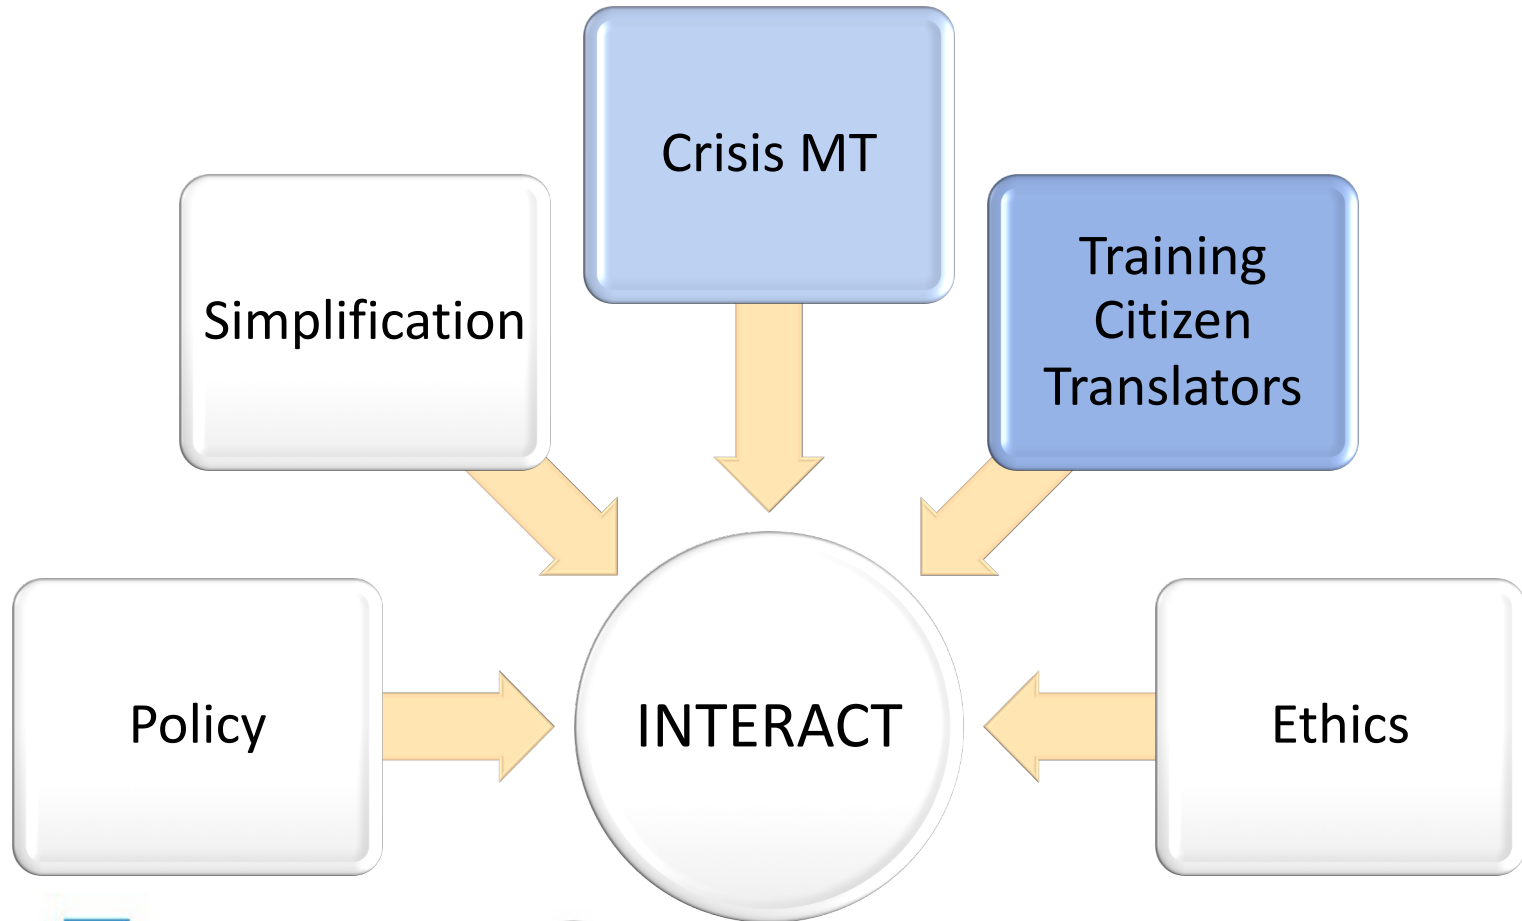 Crisis MT
Simplification
Training
Citizen
Translators
Policy
INTERACT
Ethics